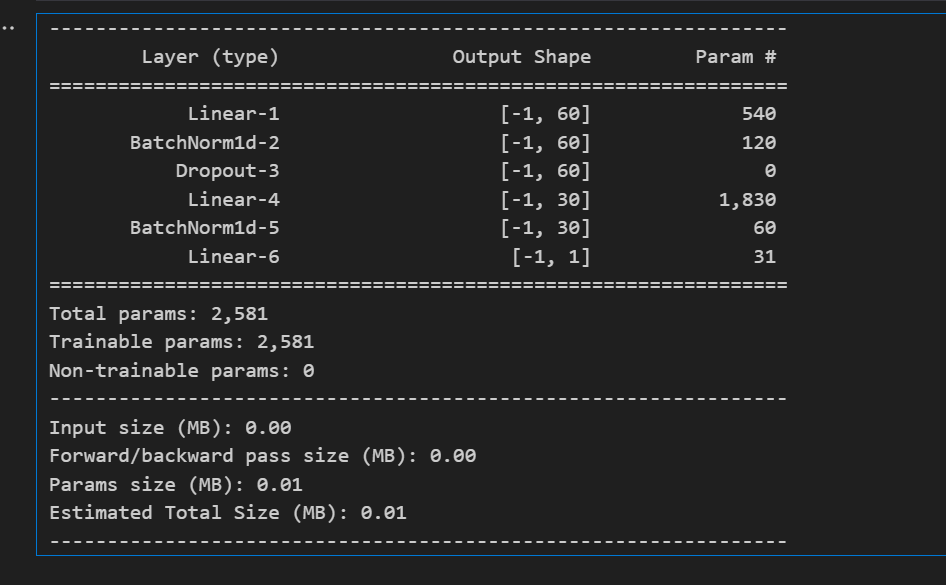 ----------------------------------------------------------------
        Layer (type)               Output Shape         Param #
================================================================
            Linear-1                   [-1, 60]             540
       BatchNorm1d-2                   [-1, 60]             120
           Dropout-3                   [-1, 60]               0
            Linear-4                   [-1, 30]           1,830
       BatchNorm1d-5                   [-1, 30]              60
            Linear-6                    [-1, 1]              31
================================================================
Total params: 2,581
Trainable params: 2,581
Non-trainable params: 0
----------------------------------------------------------------
Input size (MB): 0.00
Forward/backward pass size (MB): 0.00
Params size (MB): 0.01
Estimated Total Size (MB): 0.01
----------------------------------------------------------------